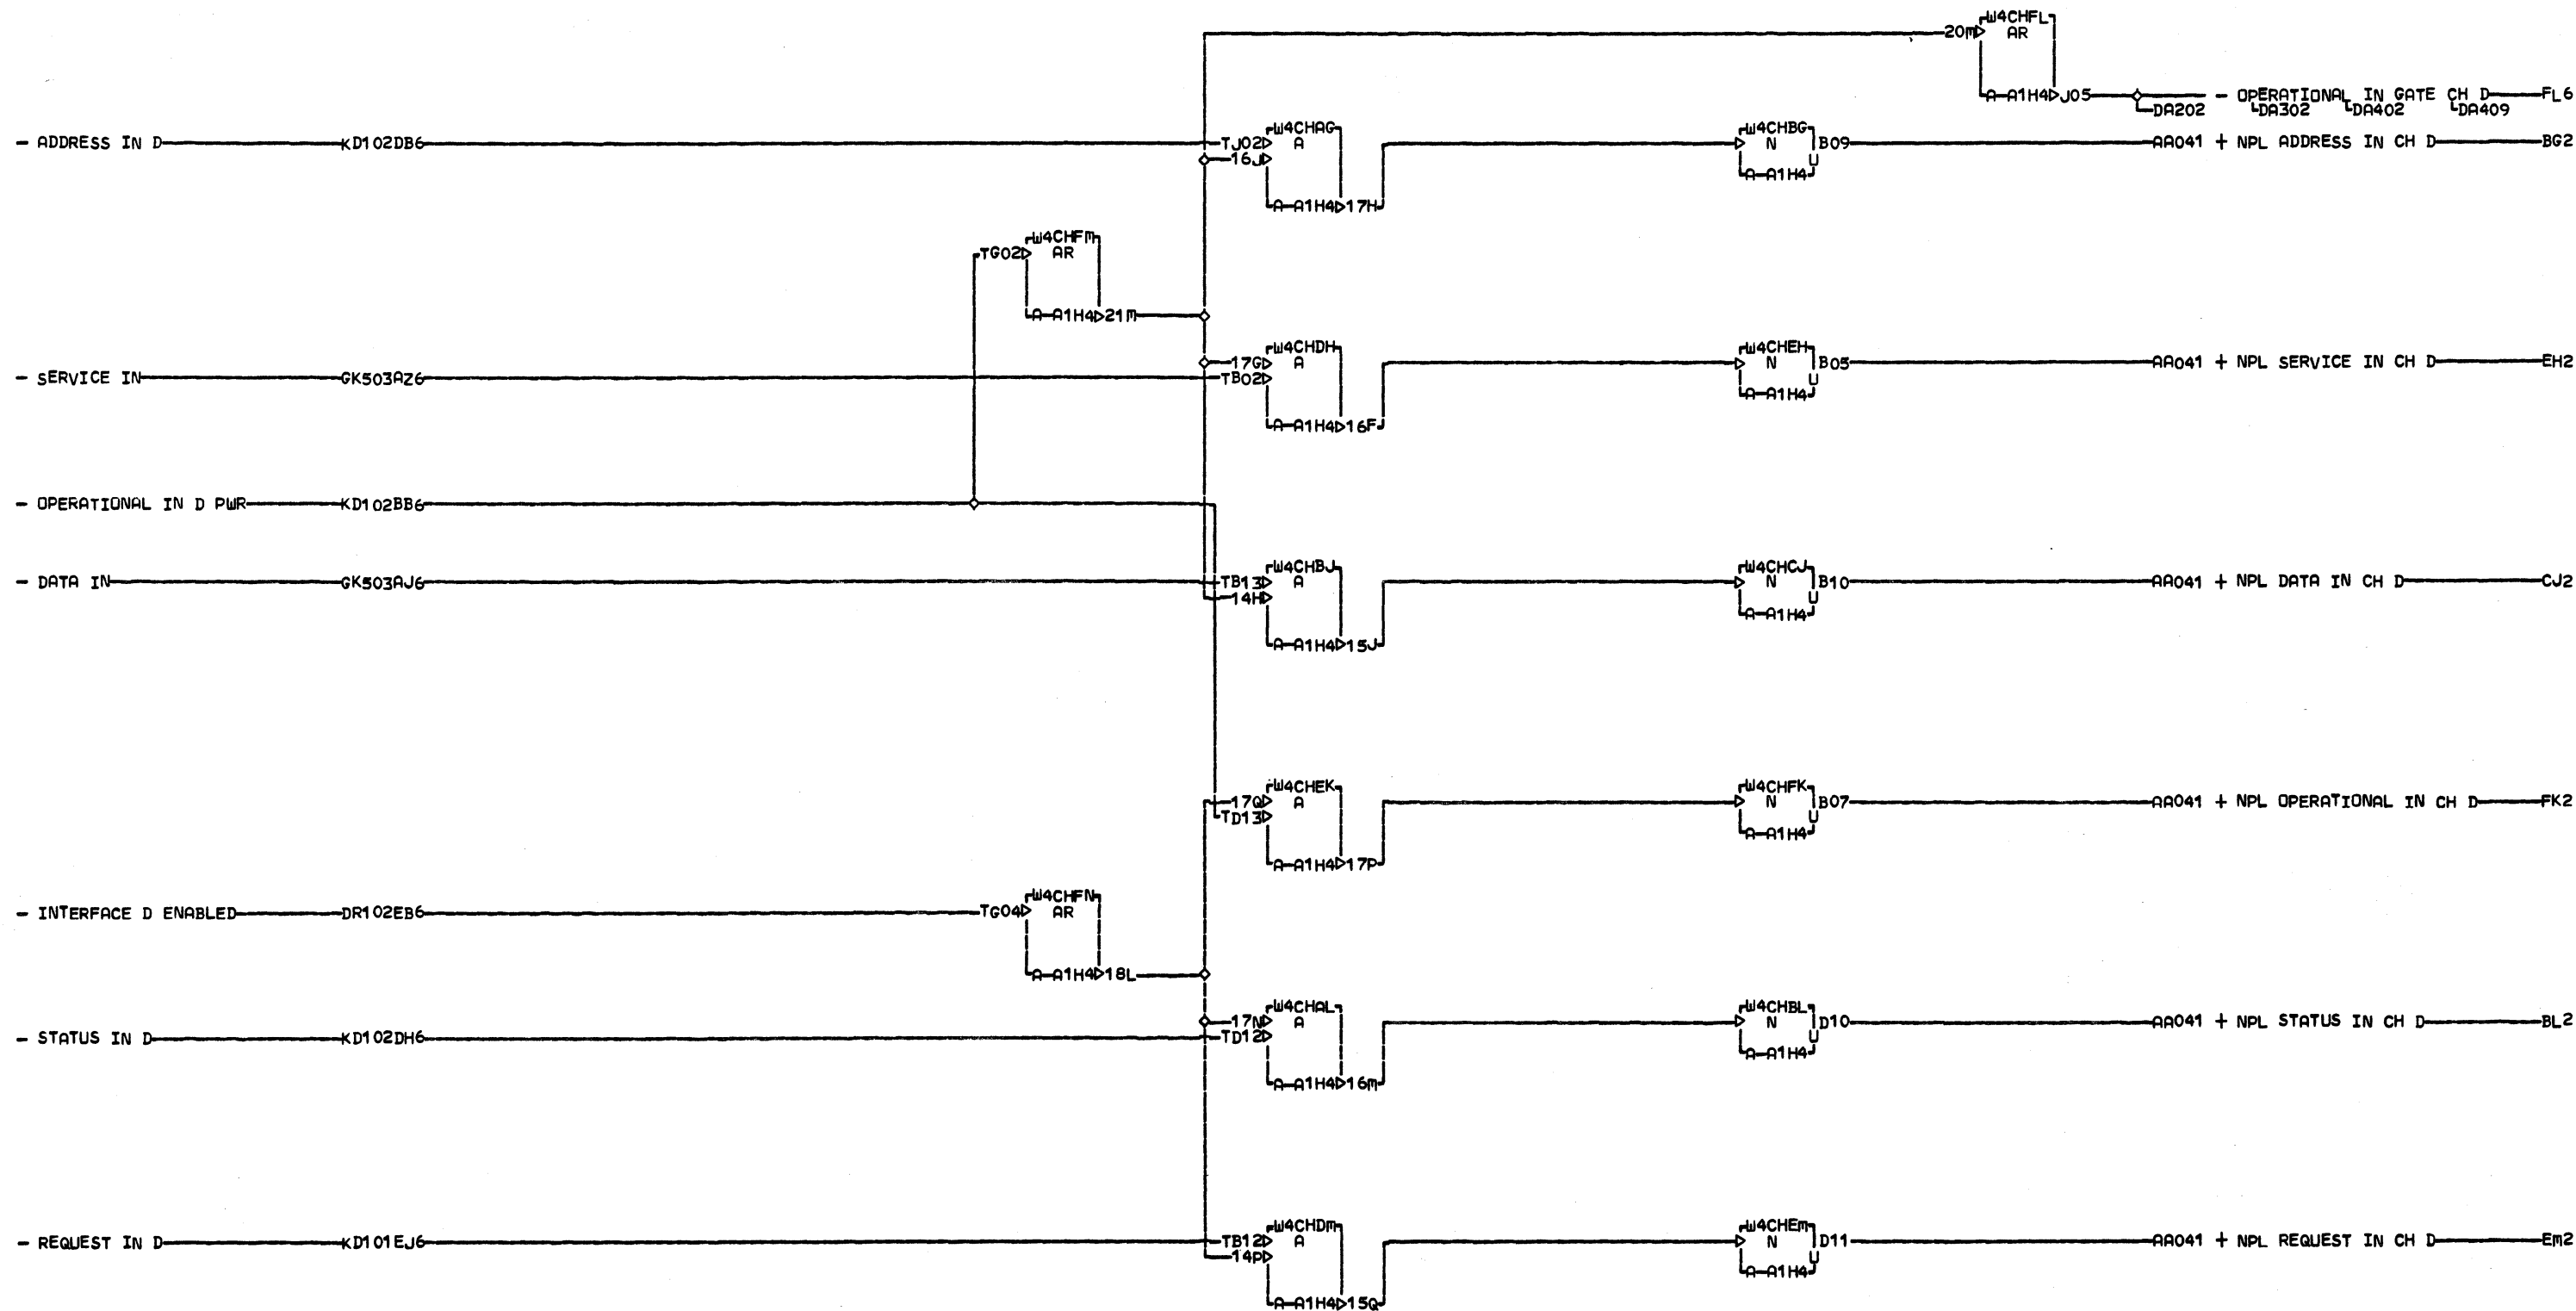 W4CHFL
20m AR
A-A1H4 J05 - OPERATIONAL IN GATE CH D FL6
DA202 DA302 DA402 DA409
- ADDRESS IN D KD102DB6 TJ02 W4CHAG W4CHBG B09 AA041 + NPL ADDRESS IN CH D BG2
16J A N U
A-A1H4 17H A-A1H4
W4CHFM
TG02 AR
A-A1H4 21M
17G W4CHDH W4CHEH B05 AA041 + NPL SERVICE IN CH D EH2
- SERVICE IN GK503AZ6 TB02 A N U
A-A1H4 16F A-A1H4
- OPERATIONAL IN D PWR KD102BB6
- DATA IN GK503AJ6 TB13 W4CHBJ W4CHCJ B10 AA041 + NPL DATA IN CH D CJ2
14H A N U
A-A1H4 15J A-A1H4
17Q W4CHEK W4CHFK B07 AA041 + NPL OPERATIONAL IN CH D FK2
TD13 A N U
A-A1H4 17P A-A1H4
W4CHFN
- INTERFACE D ENABLED DR102EB6 TG04 AR
A-A1H4 18L
17N W4CHAL W4CHBL D10 AA041 + NPL STATUS IN CH D BL2
- STATUS IN D KD102DH6 TD12 A N U
A-A1H4 16m A-A1H4
- REQUEST IN D KD101EJ6 TB12 W4CHDm W4CHEm D11 AA041 + NPL REQUEST IN CH D Em2
14P A N U
A-A1H4 15Q A-A1H4